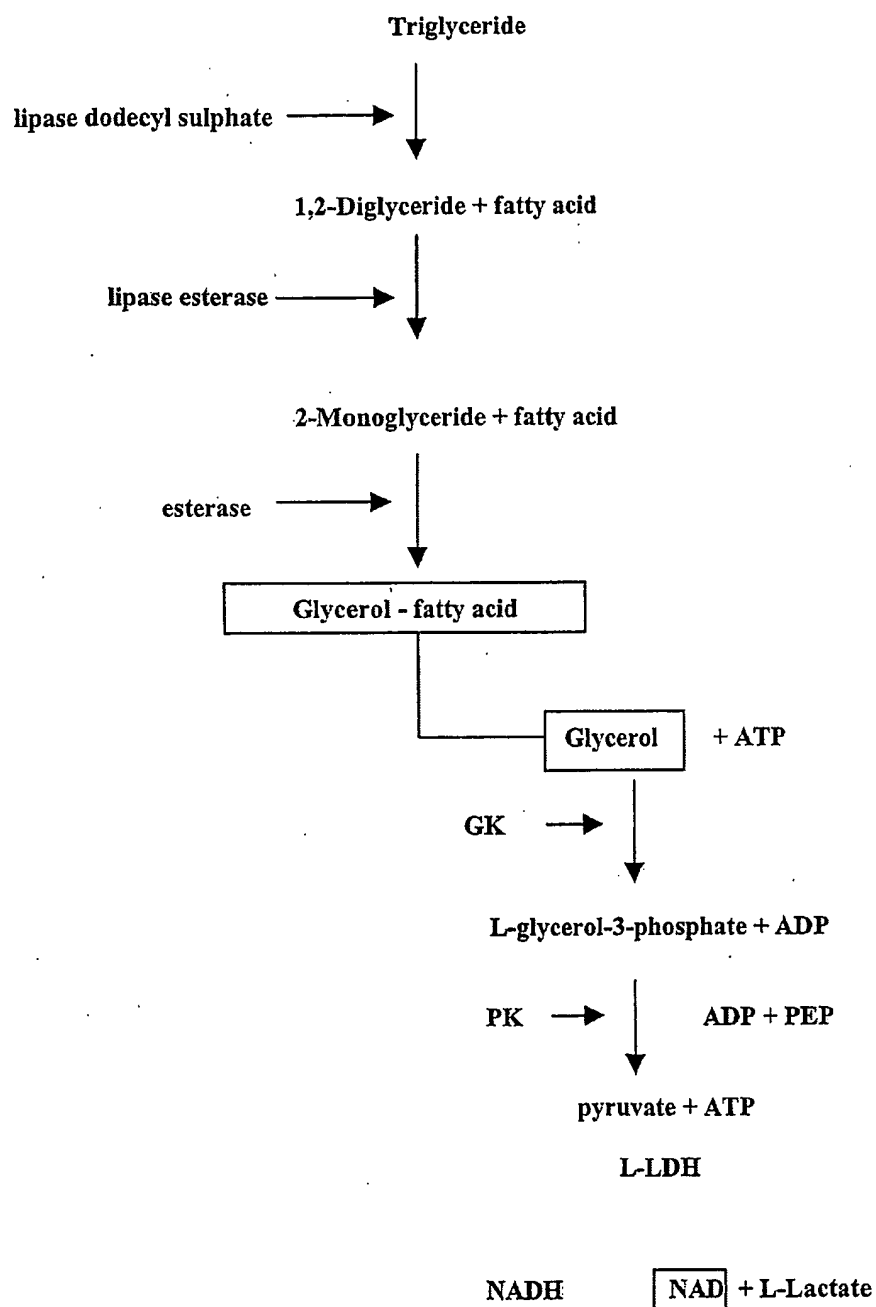 Triglyceride
lipase dodecyl sulphate
1,2-Diglyceride + fatty acid
lipase esterase
2-Monoglyceride + fatty acid
esterase
Glycerol - fatty acid
Glycerol + ATP
GK
L-glycerol-3-phosphate + ADP
PK ADP + PEP
pyruvate + ATP
L-LDH
NADH NAD + L-Lactate